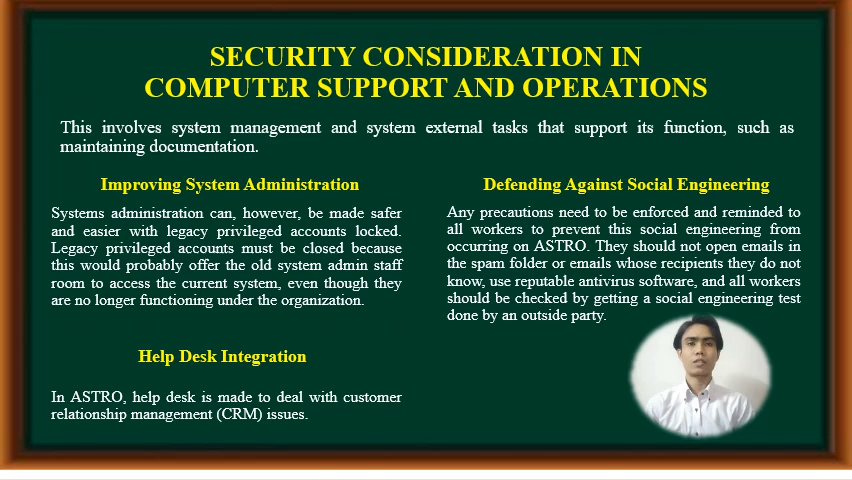 SECURITY CONSIDERATION IN
COMPUTER SUPPORT AND OPERATIONS
This involves system management and system external tasks that support its function, such as
maintaining documentation.
Improving System Administration
Systems administration can, however, be made safer
and easier with legacy privileged accounts locked.
Legacy privileged accounts must be closed because
this would probably offer the old system admin staff
room to access the current system, even though they
are no longer functioning under the organization.
Help Desk Integration
In ASTRO, help desk is made to deal with customer
relationship management (CRM) issues.
Defending Against Social Engineering
Any precautions need to be enforced and reminded to
all workers to prevent this social engineering from
occurring on ASTRO. They should not open emails in
the spam folder or emails whose recipients they do not
know, use reputable antivirus software, and all workers
should be checked by getting a social engineering test
done by an outside party.